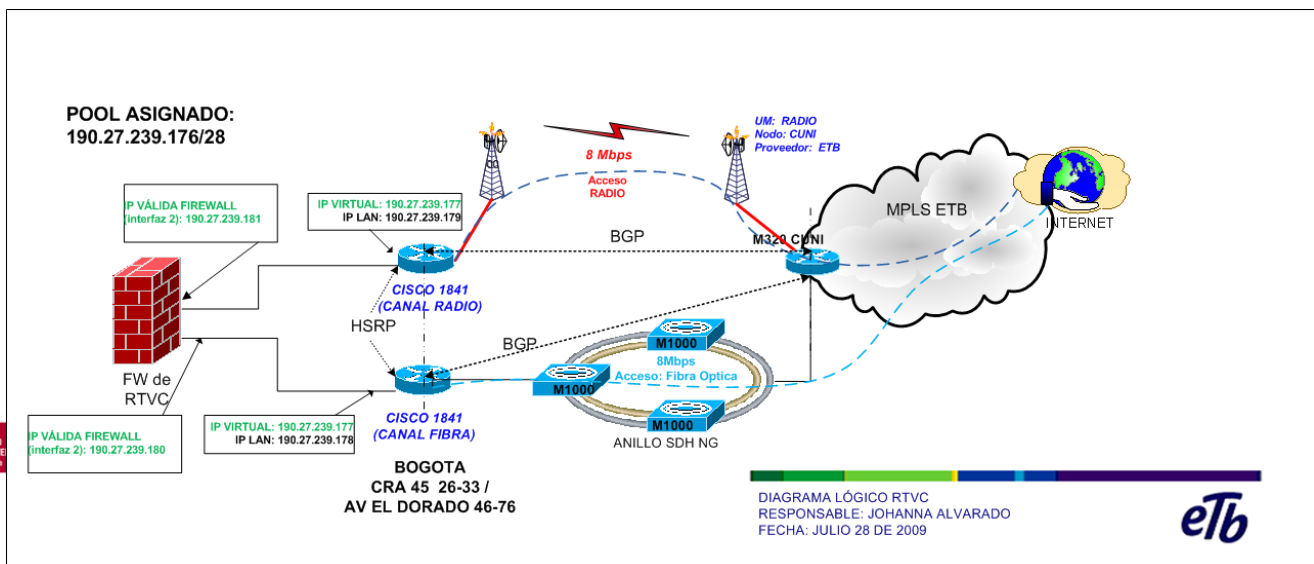 POOL ASIGNADO:
190.27.239.176/28
IP VÁLIDA FIREWALL
(interfaz 2): 190.27.239.181
IP VIRTUAL: 190.27.239.177
IP LAN: 190.27.239.179
8 Mbps
Acceso
RADIO
UM: RADIO
Nodo: CUNI
Proveedor: ETB
MPLS ETB
INTERNET
BGP
M320 CUNI
CISCO 1841
(CANAL RADIO)
HSRP
BGP
M1000
8Mbps
Acceso: Fibra Optica
M1000
M1000
ANILLO SDH NG
FW de
RTVC
CISCO 1841
(CANAL FIBRA)
IP VÁLIDA FIREWALL
(interfaz 2): 190.27.239.180
IP VIRTUAL: 190.27.239.177
IP LAN: 190.27.239.178
BOGOTA
CRA 45 26-33 /
AV EL DORADO 46-76
DIAGRAMA LÓGICO RTVC
RESPONSABLE: JOHANNA ALVARADO
FECHA: JULIO 28 DE 2009
eTb